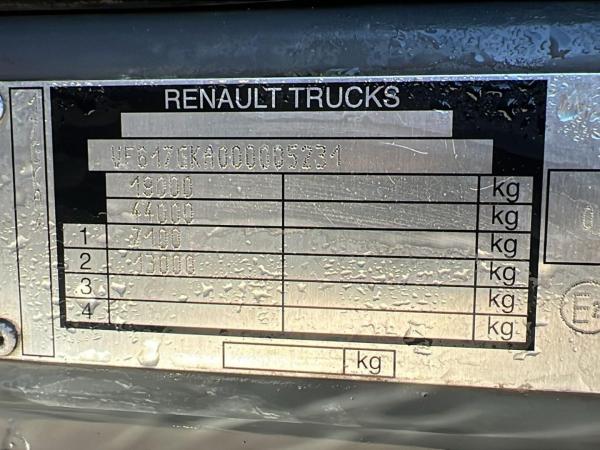 RENAULT TRUCKS
VF617GKA000005231
19000 kg
44000 kg
1 7100 kg
2 13000 kg
3 kg
4 kg
kg